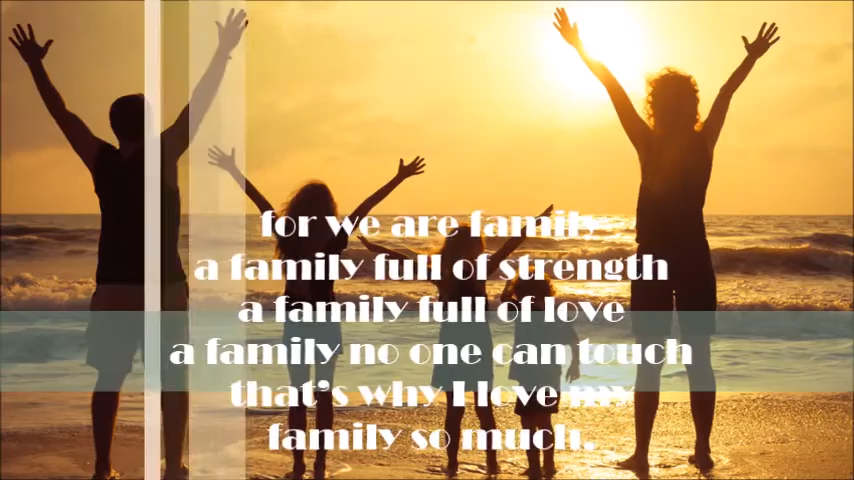 for we are family
a family full of strength
a family full of love
a family no one can touch
that's why I love my
family so much.